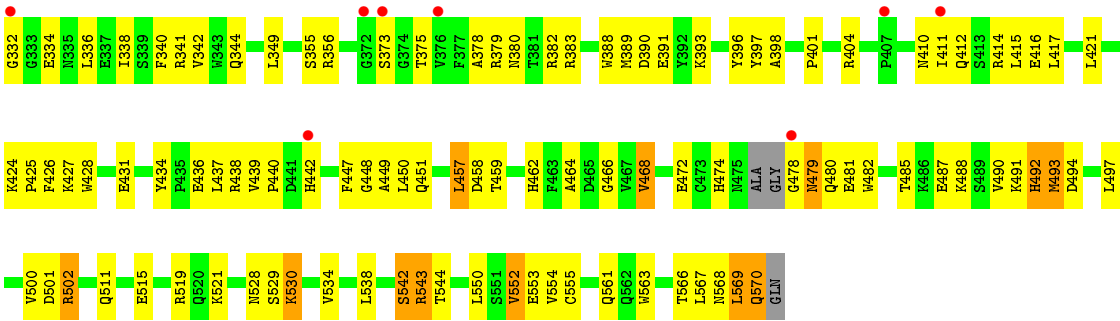 G332 G333 E334 N335 L336 E337 I338 S339 F340 R341 V342 W343 Q344 L349 S355 R356 G372 S373 G374 T375 V376 F377 A378 R379 N380 T381 R382 R383 W388 M389 D390 E391 Y392 K393 Y396 Y397 A398 P401 R404 P407 N410 I411 Q412 S413 R414 L415 E416 L417 L421
K424 P425 F426 K427 W428 E431 Y434 P435 E436 L437 R438 V439 P440 D441 H442 F447 G448 A449 L450 Q451 L457 D458 T459 H462 F463 A464 D465 G466 V467 V468 E472 C473 H474 N475 ALA GLY G478 N479 Q480 E481 W482 T485 K486 E487 K488 S489 V490 K491 H492 M493 D494 L497
V500 D501 R502 Q511 E515 R519 Q520 K521 N528 S529 K530 V534 L538 S542 R543 T544 L550 S551 V552 E553 V554 C555 Q561 Q562 W563 T566 L567 N568 L569 Q570 GLN